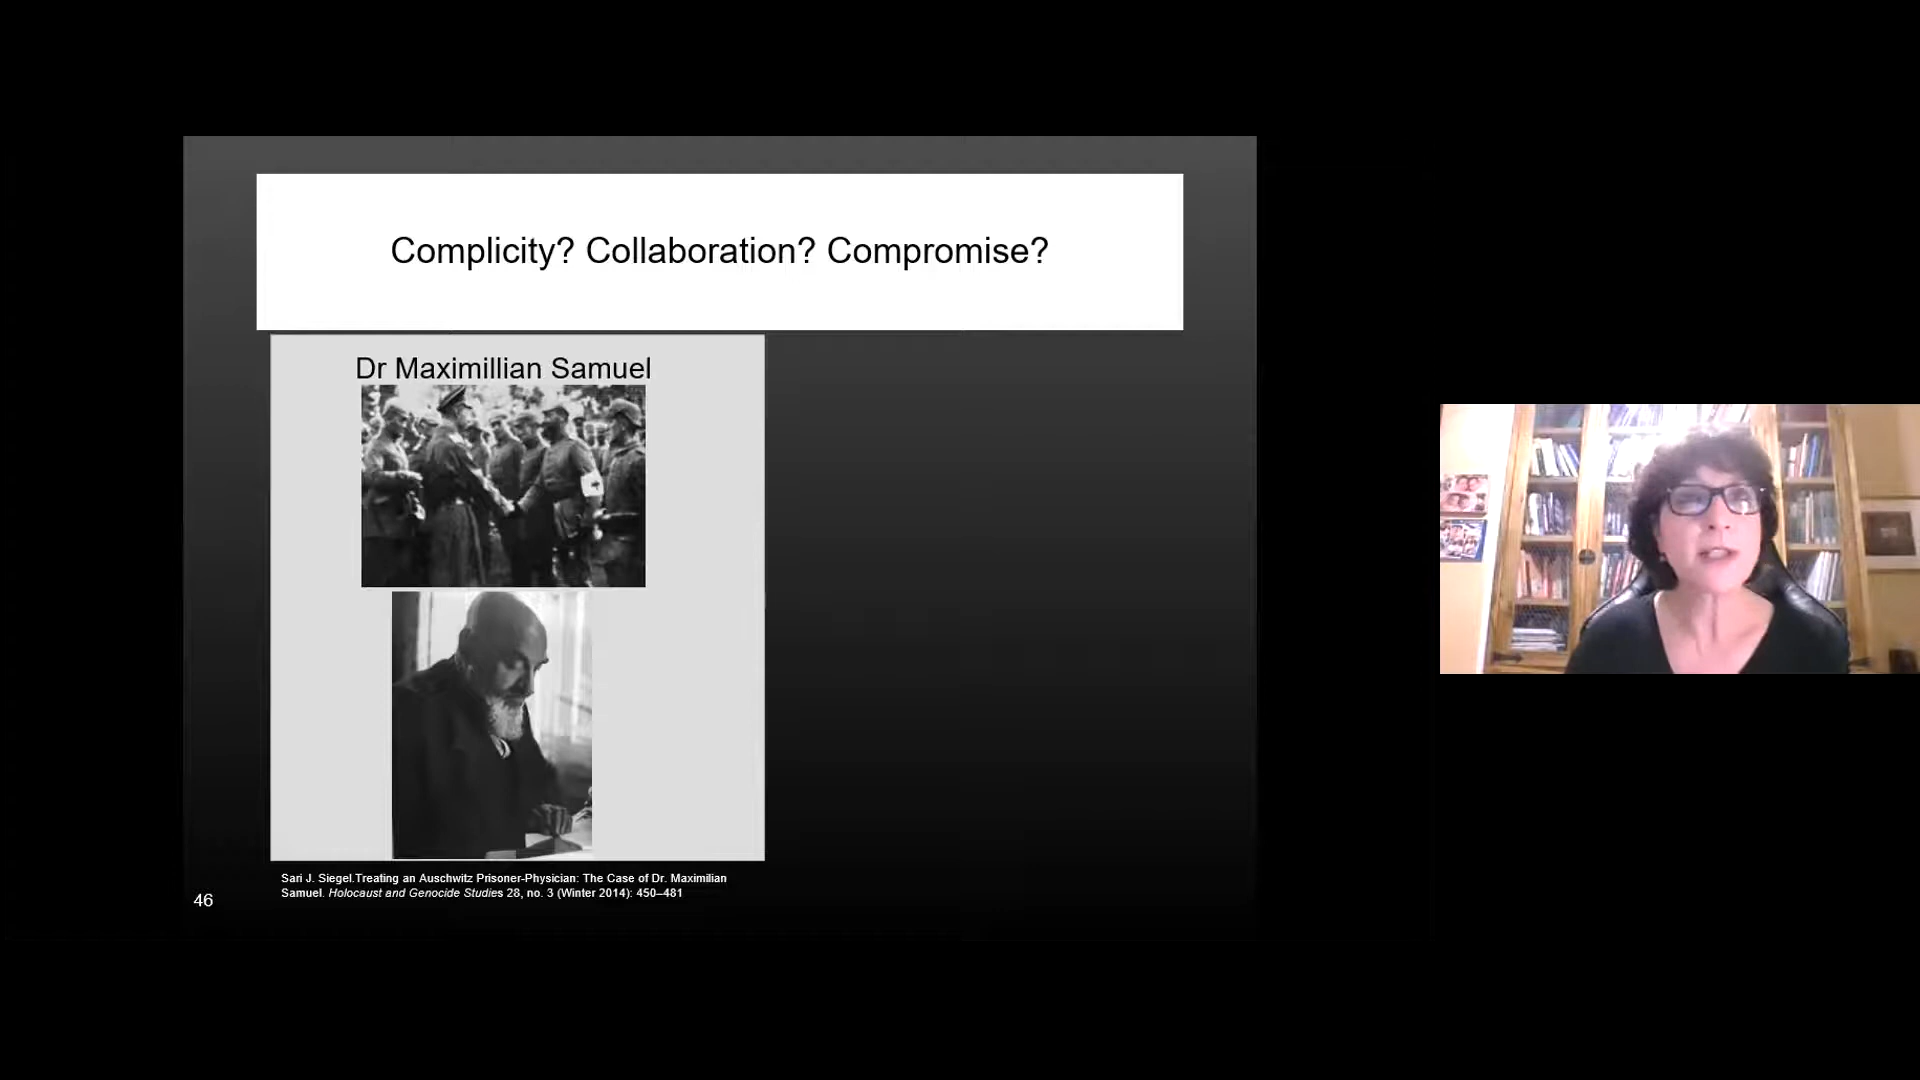 Complicity? Collaboration? Compromise?
Dr Maximillian Samuel
Sari J. Siegel.Treating an Auschwitz Prisoner-Physician: The Case of Dr. Maximilian
Samuel. Holocaust and Genocide Studies 28, no. 3 (Winter 2014): 450–481
46